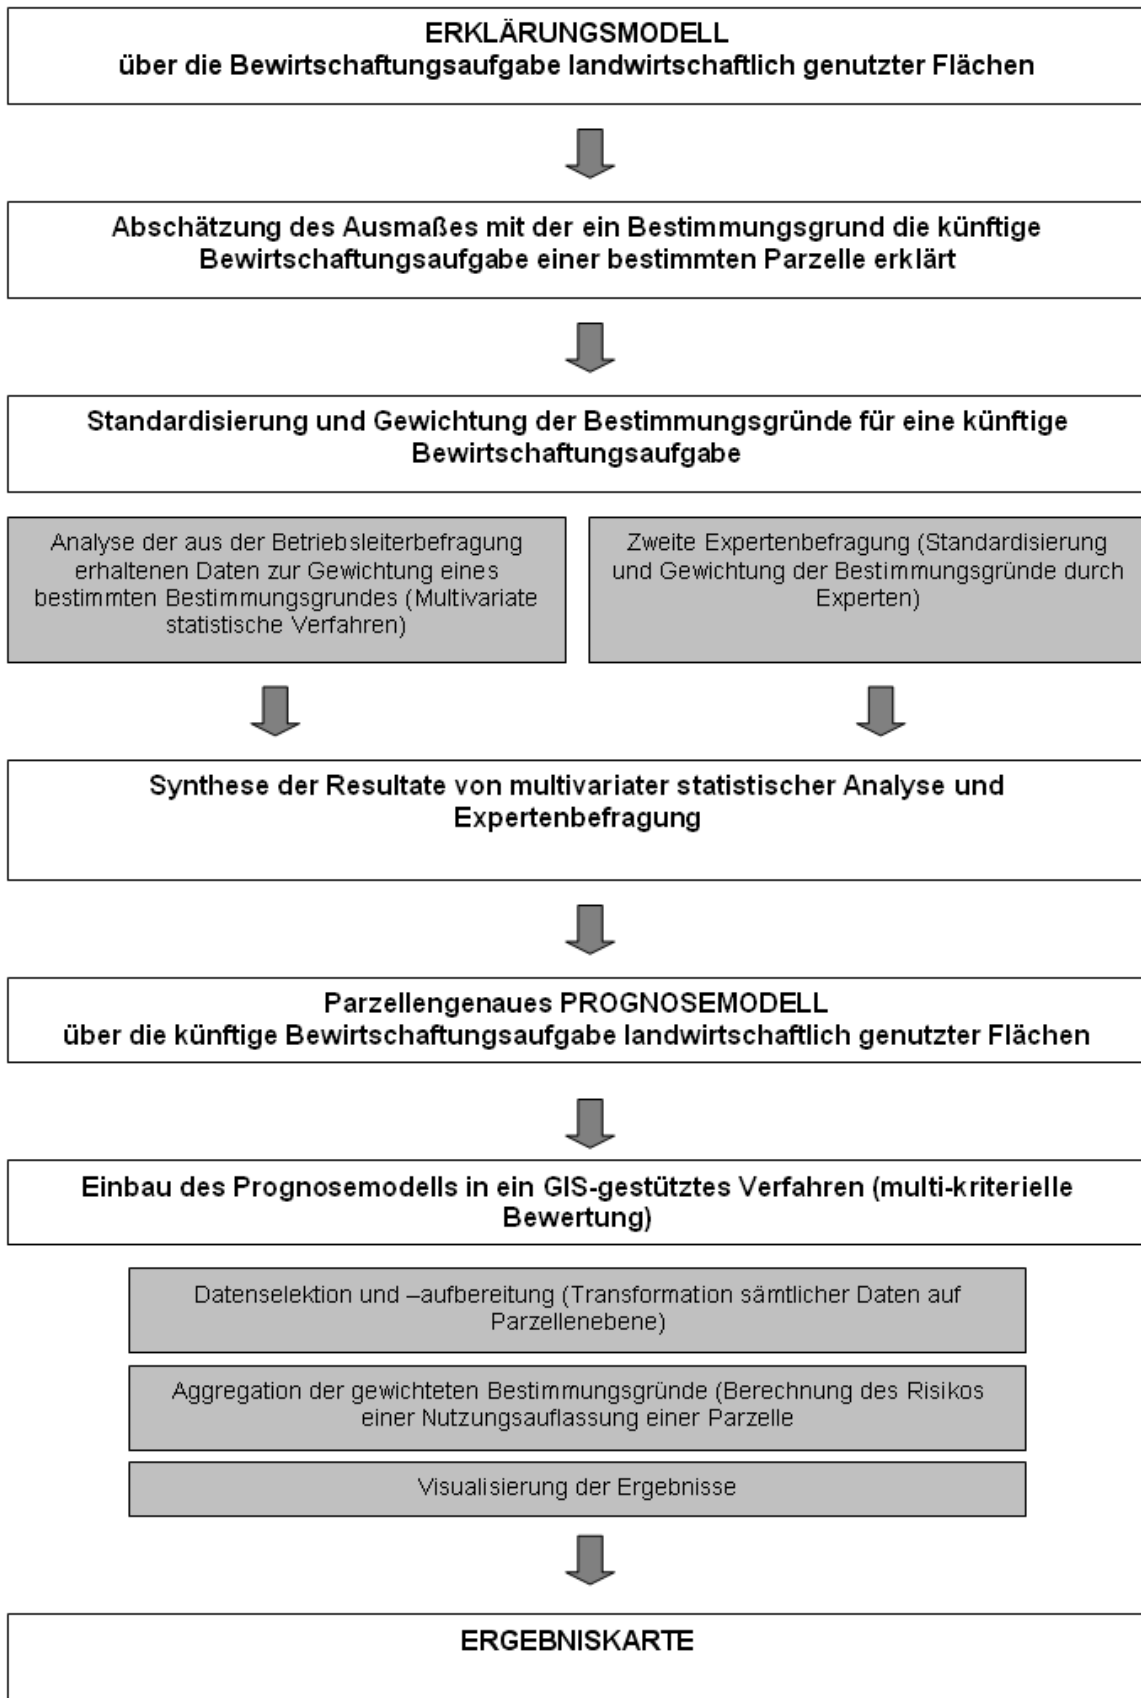 ERKLÄRUNGSMODELL
über die Bewirtschaftungsaufgabe landwirtschaftlich genutzter Flächen
Abschätzung des Ausmaßes mit der ein Bestimmungsgrund die künftige
Bewirtschaftungsaufgabe einer bestimmten Parzelle erklärt
Standardisierung und Gewichtung der Bestimmungsgründe für eine künftige
Bewirtschaftungsaufgabe
Analyse der aus der Betriebsleiterbefragung
erhaltenen Daten zur Gewichtung eines
bestimmten Bestimmungsgrundes (Multivariate
statistische Verfahren)
Zweite Expertenbefragung (Standardisierung
und Gewichtung der Bestimmungsgründe durch
Experten)
Synthese der Resultate von multivariater statistischer Analyse und
Expertenbefragung
Parzellengenaues PROGNOSEMODELL
über die künftige Bewirtschaftungsaufgabe landwirtschaftlich genutzter Flächen
Einbau des Prognosemodells in ein GIS-gestütztes Verfahren (multi-kriterielle
Bewertung)
Datenselektion und –aufbereitung (Transformation sämtlicher Daten auf
Parzellenebene)
Aggregation der gewichteten Bestimmungsgründe (Berechnung des Risikos
einer Nutzungsauflassung einer Parzelle
Visualisierung der Ergebnisse
ERGEBNISKARTE